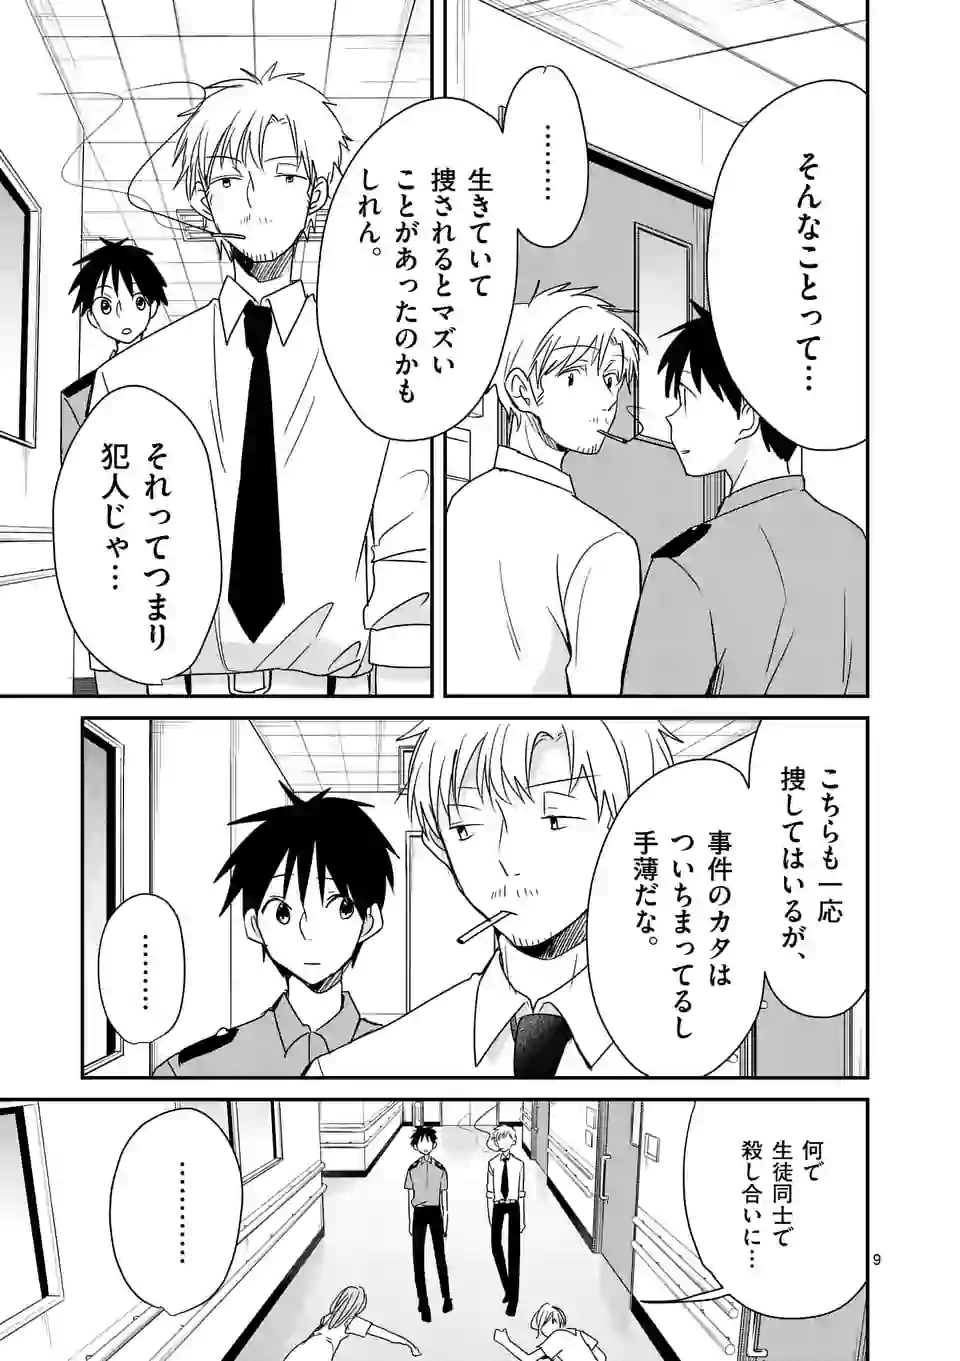 そんなことって…
………
生きていて
捜されるとマズい
ことがあったのかも
しれん。
それってつまり
犯人じゃ…
こちらも一応
捜してはいるが、
事件のカタは
ついちまってるし
手薄だな。
………
何で
生徒同士で
殺し合いに…
………
9